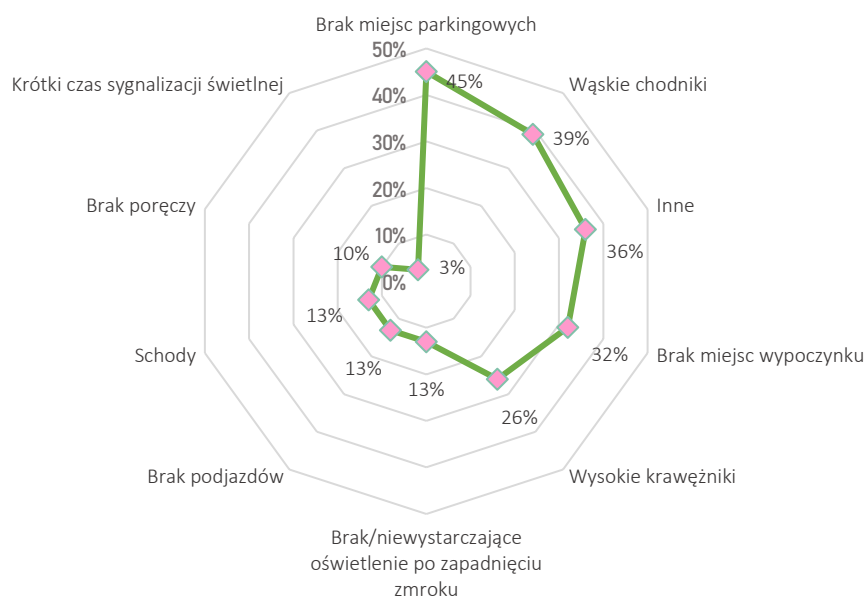 Brak miejsc parkingowych
50%
Krótki czas sygnalizacji świetlnej
45%
Wąskie chodniki
40%
39%
30%
Brak poręczy
20%
Inne
10%
10%
36%
3%
0%
13%
Schody
32%
Brak miejsc wypoczynku
13%
13%
26%
Brak podjazdów
Wysokie krawężniki
Brak/niewystarczające
oświetlenie po zapadnięciu
zmroku